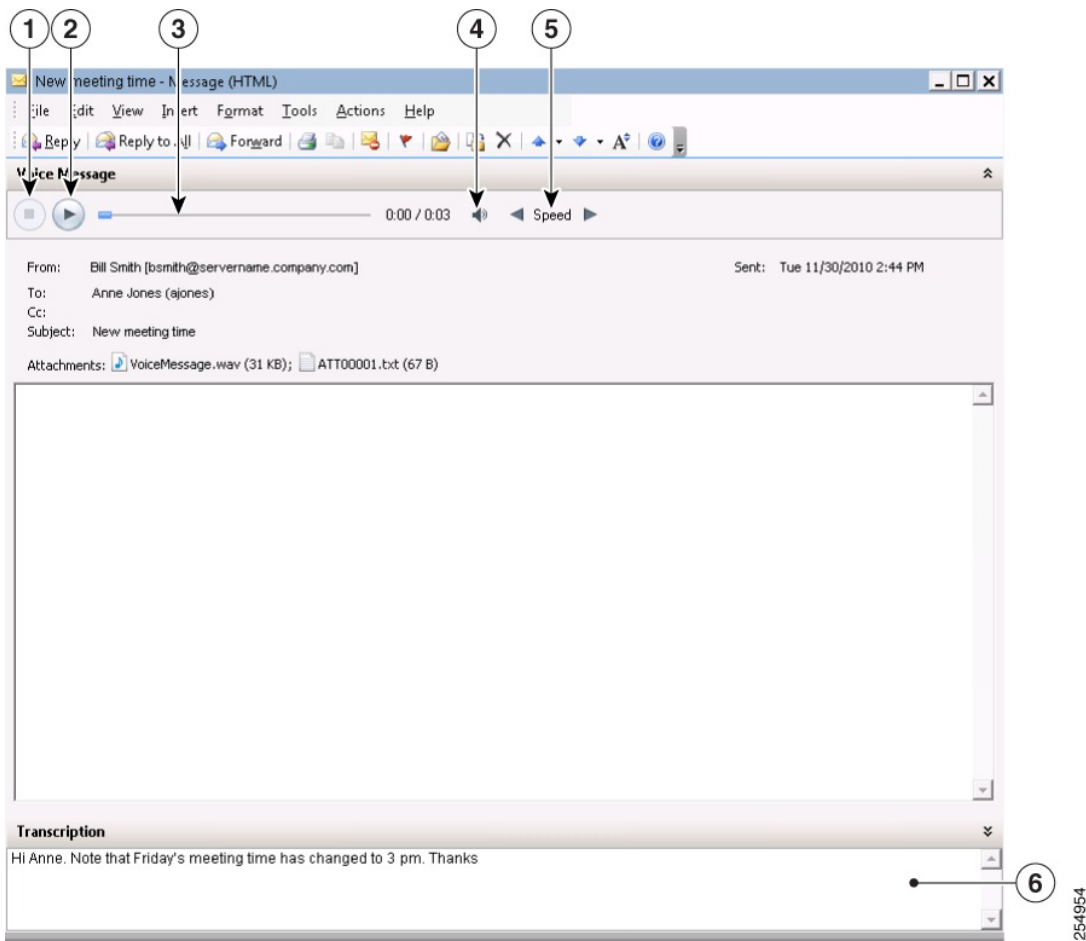 1 2 3 4 5
New meeting time - Message (HTML)
File Edit View Insert Format Tools Actions Help
Reply Reply to All Forward
Voice Message
0:00 / 0:03 Speed
From: Bill Smith [bsmith@servername.company.com] Sent: Tue 11/30/2010 2:44 PM
To: Anne Jones (ajones)
Cc:
Subject: New meeting time
Attachments: VoiceMessage.wav (31 KB); ATT00001.txt (67 B)
Transcription
Hi Anne. Note that Friday's meeting time has changed to 3 pm. Thanks
6
254954